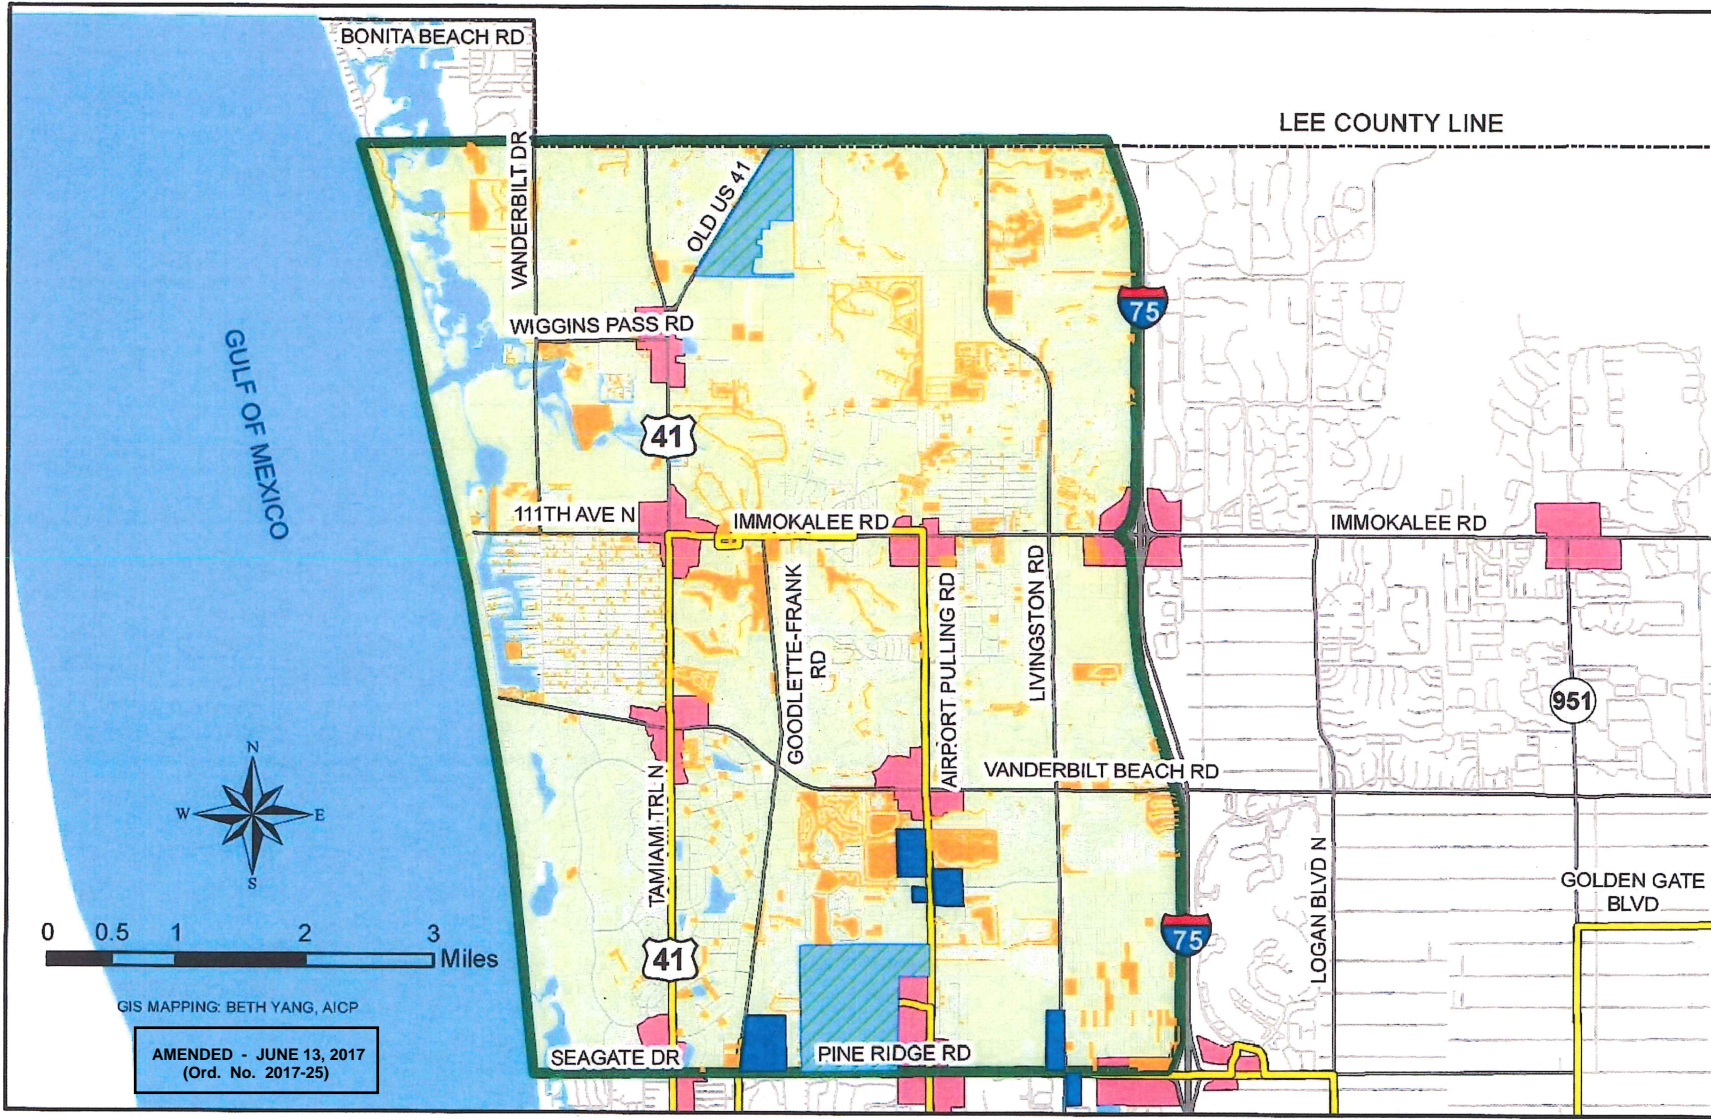 BONITA BEACH RD
LEE COUNTY LINE
VANDERBILT DR
OLD US 41
75
WIGGINS PASS RD
GULF OF MEXICO
41
111TH AVE N
IMMOKALEE RD
IMMOKALEE RD
GOODLETTE-FRANK
RD
AIRPORT PULLING RD
LIVINGSTON RD
951
N
W
E
S
TAMIAMI TRL N
VANDERBILT BEACH RD
LOGAN BLVD N
GOLDEN GATE
BLVD
75
41
0 0.5 1 2 3
Miles
GIS MAPPING: BETH YANG, AICP
AMENDED - JUNE 13, 2017
(Ord. No. 2017-25)
SEAGATE DR
PINE RIDGE RD